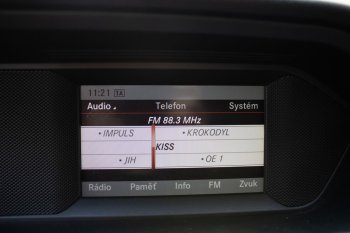 11:21 TA
Audio Telefon Systém
FM 88.3 MHz
• IMPULS • KROKODYL
KISS
• JIH • OE 1
Rádio Paměť Info FM Zvuk